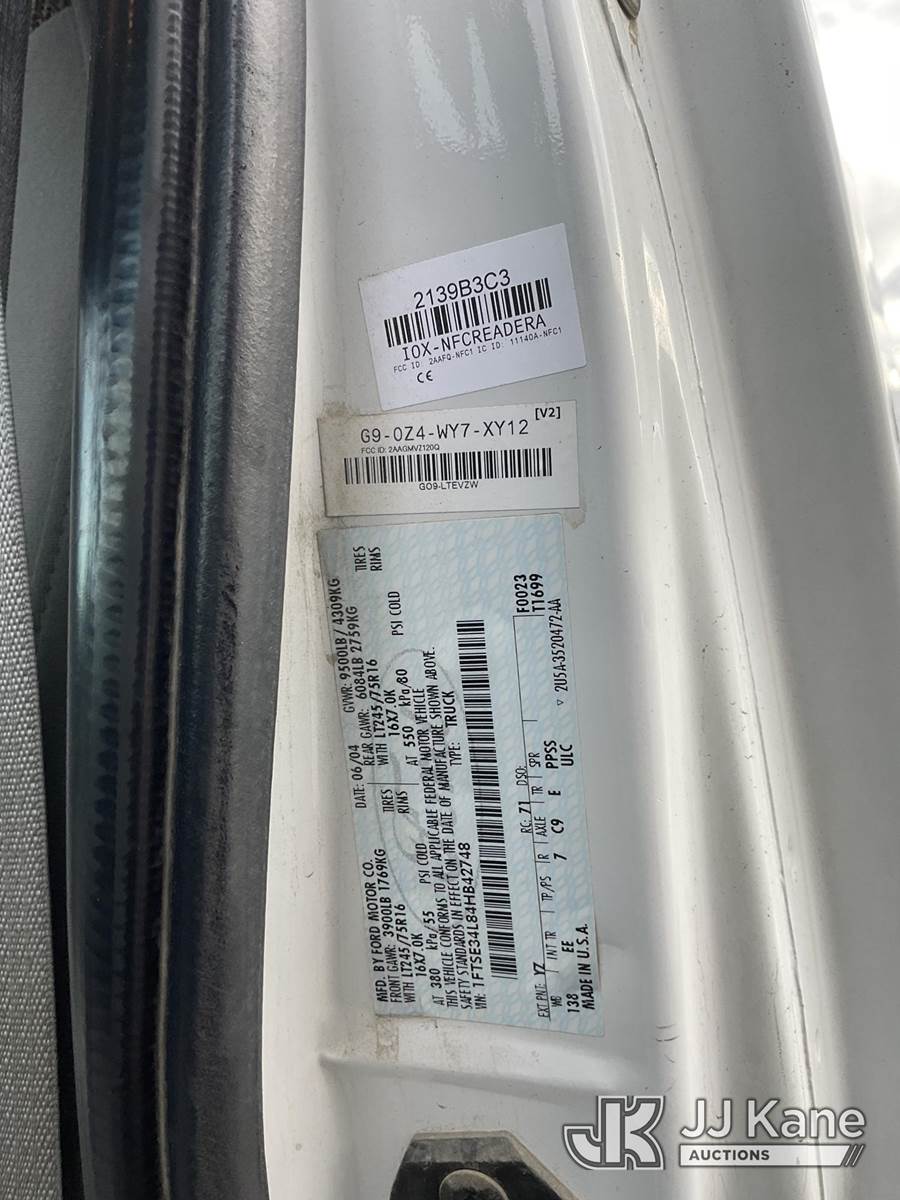 2139B3C3
IOX-NFCREADERA
FCC ID: 2AAFQ-NFC1 IC ID: 11140A-NFC1
CE
[V2]
G9-0Z4-WY7-XY12
FCC ID: 2AAGMVZ120Q
GO9-LTEVZW
MFD. BY FORD MOTOR CO.
DATE: 06/04 GVWR: 9500LB/4309KG
FRONT GAWR: 3900LB 1769KG REAR GAWR: 6084LB 2759KG
WITH LT245/75R16 TIRES WITH LT245/75R16 TIRES
16X7.0K RIMS 16X7.0K RIMS
AT 380 kPa/55 PSI COLD AT 550 kPa/80 PSI COLD
THIS VEHICLE CONFORMS TO ALL APPLICABLE FEDERAL MOTOR VEHICLE
SAFETY STANDARDS IN EFFECT ON THE DATE OF MANUFACTURE SHOWN ABOVE.
VIN: 1FTSE34L84HB42748 TYPE: TRUCK
F0023
T1699
EXT PNT: YZ RC: 71 DSO:
WB INT TR TP/PS R AXLE TR SPR
138 EE 7 C9 E PPSS
ULC
MADE IN U.S.A. ▽ 2U5A-3520472-AA
JK JJ Kane
AUCTIONS